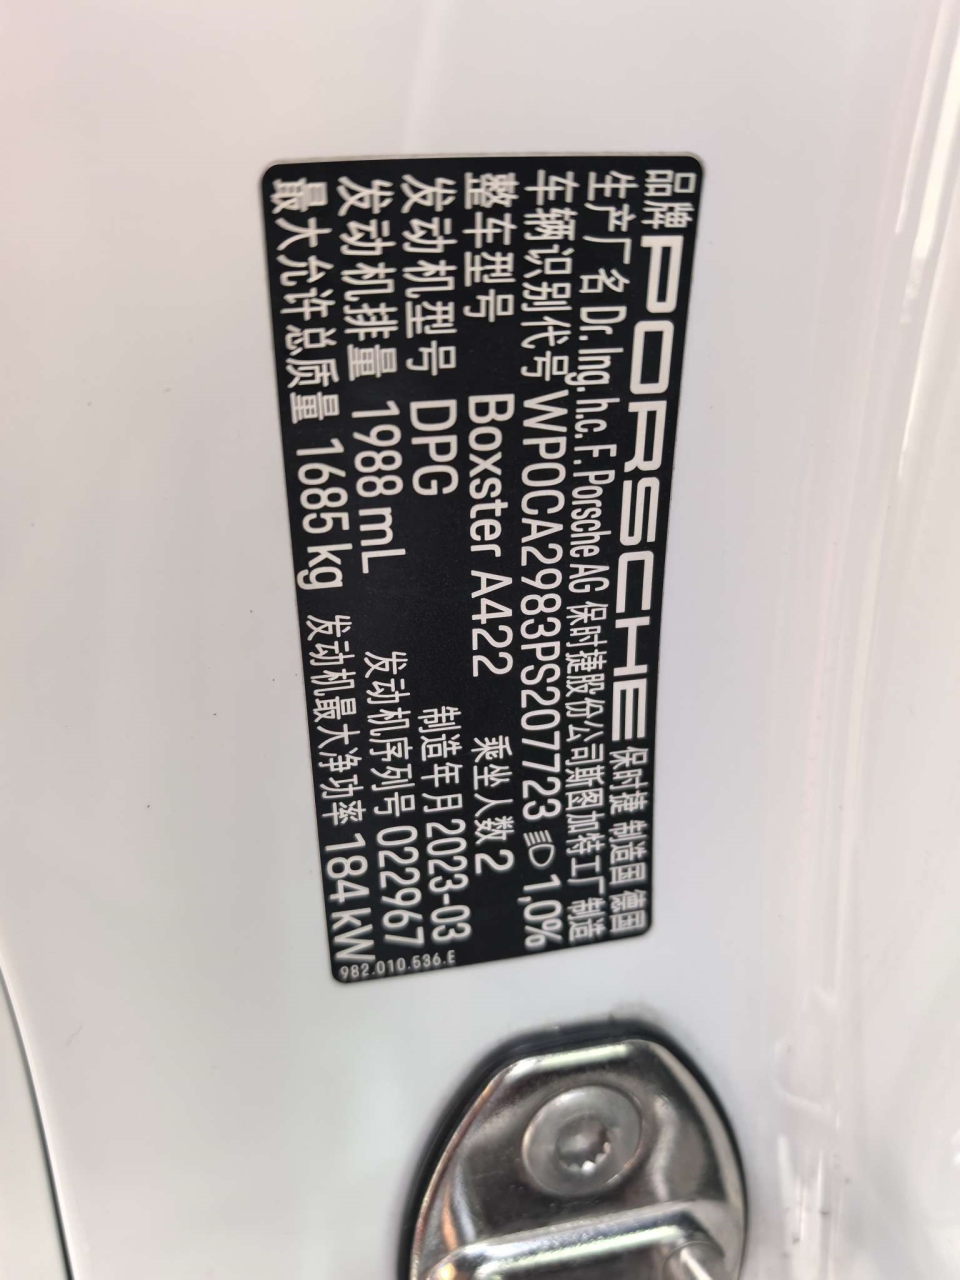 品牌 PORSCHE 保时捷 制造国 德国
生产厂名 Dr. Ing. h.c. F. Porsche AG 保时捷股份公司斯图加特工厂制造
车辆识别代号 WP0CA2983PS207723 1,0%
整车型号 Boxster A422 乘坐人数 2
发动机型号 DPG 制造年月 2023-03
发动机排量 1988 mL 发动机序列号 022967
最大允许总质量 1685 kg 发动机最大净功率 184 kW
982.010.536.E